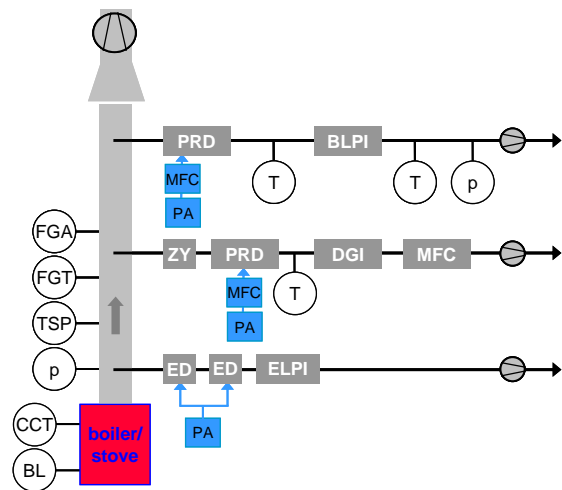 PRD
BLPI
MFC
T
T
p
PA
FGA
ZY
PRD
DGI
MFC
FGT
MFC
T
TSP
PA
p
ED
ED
ELPI
CCT
boiler/
stove
PA
BL